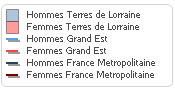 Hommes Terres de Lorraine
Femmes Terres de Lorraine
Hommes Grand Est
Femmes Grand Est
Hommes France Metropolitaine
Femmes France Metropolitaine